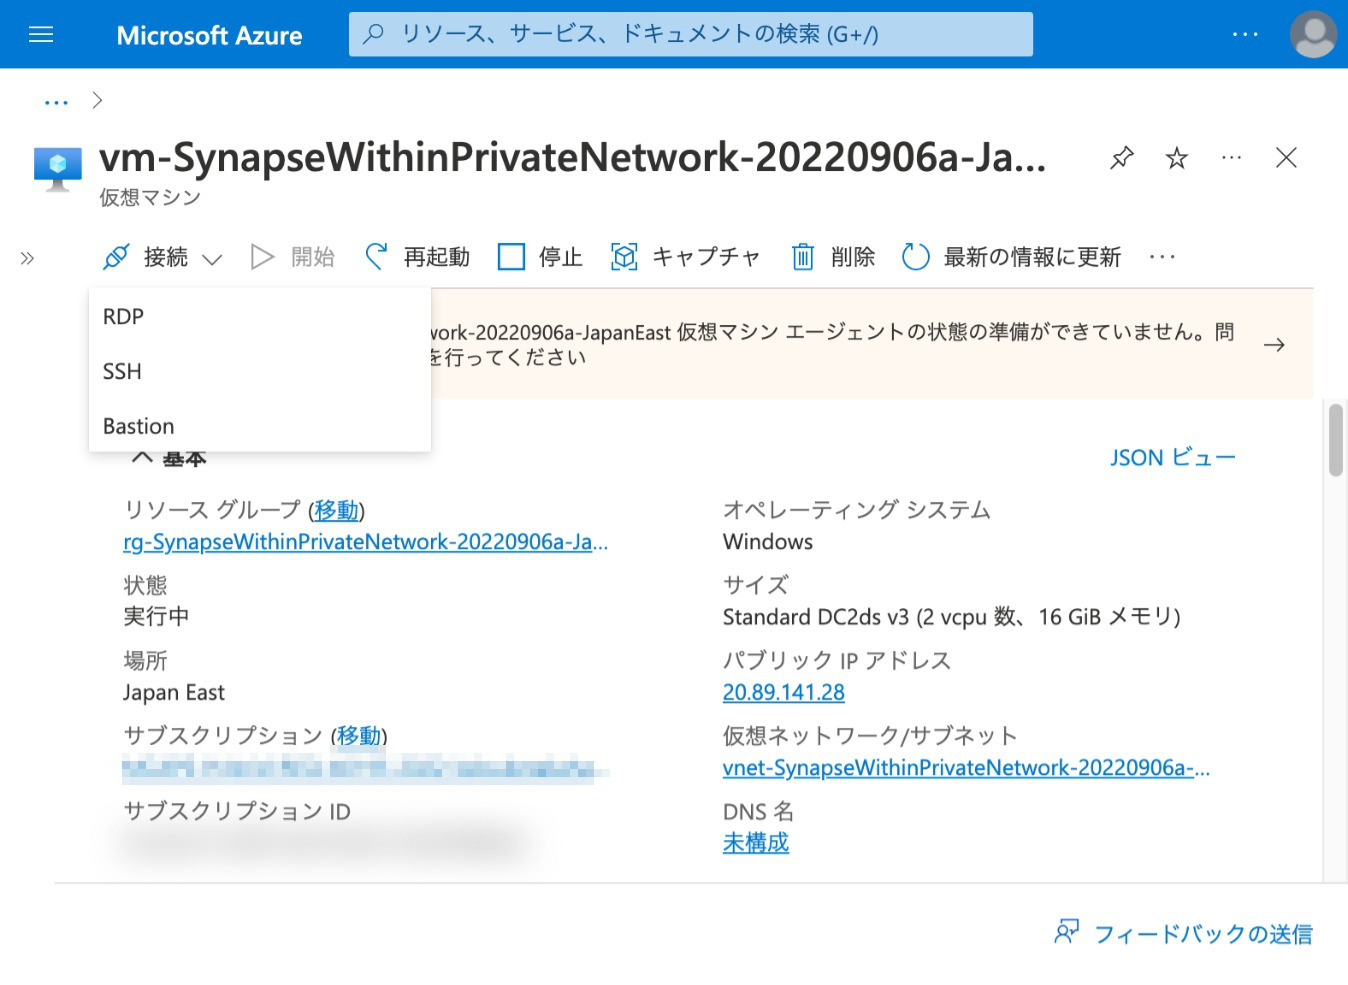 Microsoft Azure
リソース、サービス、ドキュメントの検索 (G+/)
vm-SynapseWithinPrivateNetwork-20220906a-Ja...
仮想マシン
接続
開始
再起動
停止
キャプチャ
削除
最新の情報に更新
RDP
SSH
Bastion
work-20220906a-JapanEast 仮想マシン エージェントの状態の準備ができていません。問
を行ってください
基本
JSON ビュー
リソース グループ (移動)
rg-SynapseWithinPrivateNetwork-20220906a-Ja...
状態
実行中
場所
Japan East
サブスクリプション (移動)
サブスクリプション ID
オペレーティング システム
Windows
サイズ
Standard DC2ds v3 (2 vcpu 数、16 GiB メモリ)
パブリック IP アドレス
20.89.141.28
仮想ネットワーク/サブネット
vnet-SynapseWithinPrivateNetwork-20220906a-...
DNS 名
未構成
フィードバックの送信